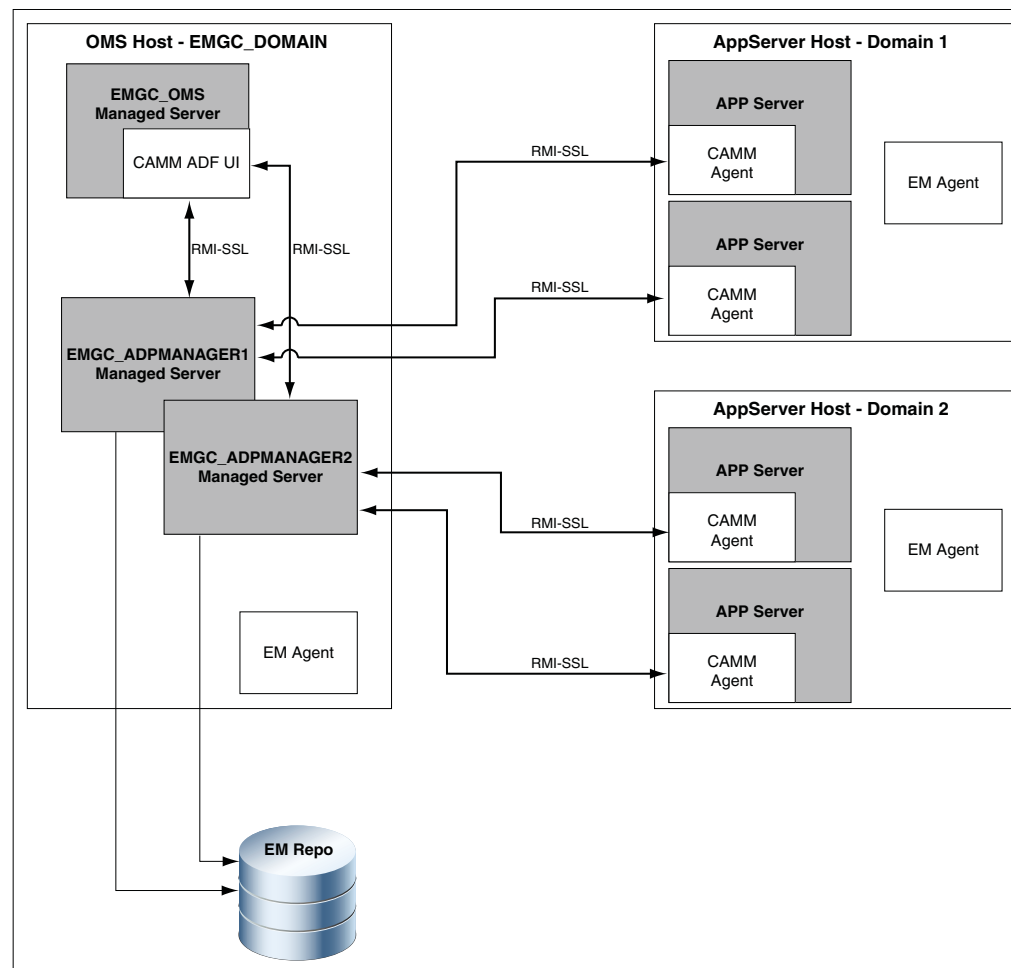 OMS Host - EMGC_DOMAIN
EMGC_OMS
Managed Server
CAMM ADF UI
RMI-SSL
RMI-SSL
EMGC_ADPMANAGER1
Managed Server
EMGC_ADPMANAGER2
Managed Server
EM Agent
EM Repo
RMI-SSL
RMI-SSL
RMI-SSL
RMI-SSL
AppServer Host - Domain 1
APP Server
CAMM
Agent
EM Agent
APP Server
CAMM
Agent
AppServer Host - Domain 2
APP Server
CAMM
Agent
EM Agent
APP Server
CAMM
Agent